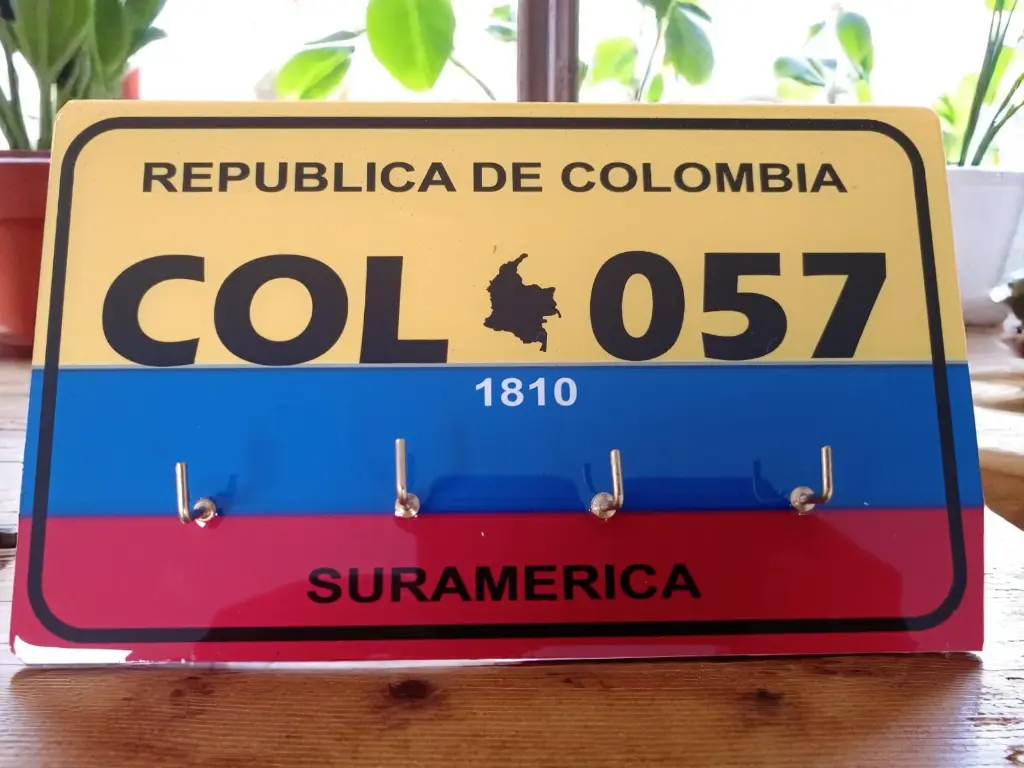 REPUBLICA DE COLOMBIA
COL 057
1810
SURAMERICA